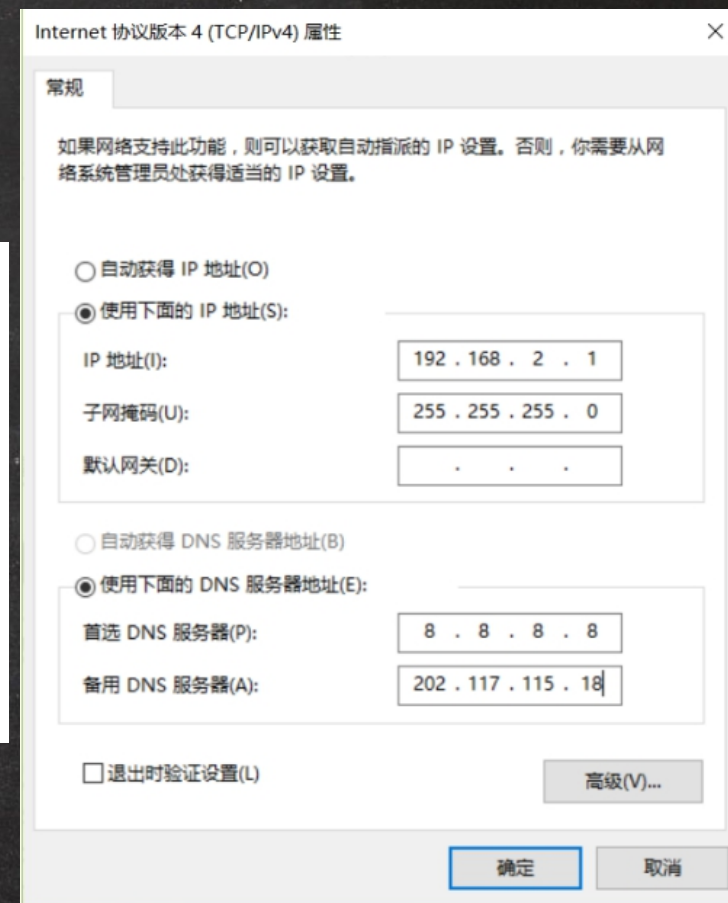 Internet 协议版本 4 (TCP/IPv4) 属性
常规
如果网络支持此功能，则可以获取自动指派的 IP 设置。否则，你需要从网
络系统管理员处获得适当的 IP 设置。
自动获得 IP 地址(O)
使用下面的 IP 地址(S):
IP 地址(I): 192 . 168 . 2 . 1
子网掩码(U): 255 . 255 . 255 . 0
默认网关(D): . . .
自动获得 DNS 服务器地址(B)
使用下面的 DNS 服务器地址(E):
首选 DNS 服务器(P): 8 . 8 . 8 . 8
备用 DNS 服务器(A): 202 . 117 . 115 . 18
退出时验证设置(L)
高级(V)...
确定 取消